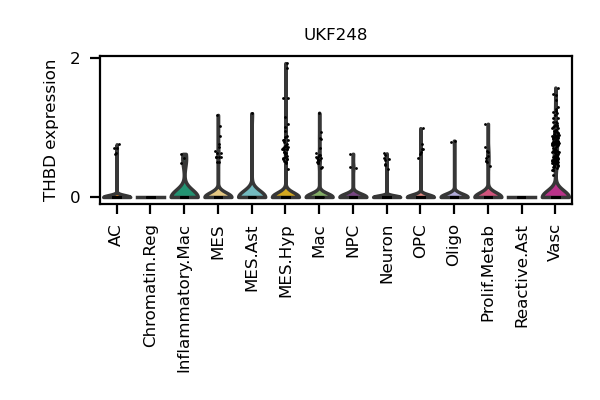 UKF248
THBD expression
2
0
AC
Chromatin.Reg
Inflammatory.Mac
MES
MES.Ast
MES.Hyp
Mac
NPC
Neuron
OPC
Oligo
Prolif.Metab
Reactive.Ast
Vasc